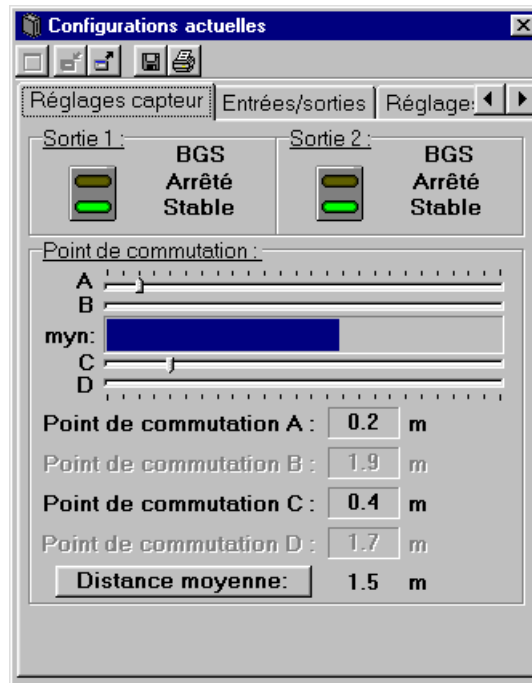 Configurations actuelles
Réglages capteur Entrées/sorties Réglage
Sortie 1 : Sortie 2 :
BGS BGS
Arrêté Arrêté
Stable Stable
Point de commutation :
A
B
myn:
C
D
Point de commutation A : 0.2 m
Point de commutation B : 1.9 m
Point de commutation C : 0.4 m
Point de commutation D : 1.7 m
Distance moyenne: 1.5 m